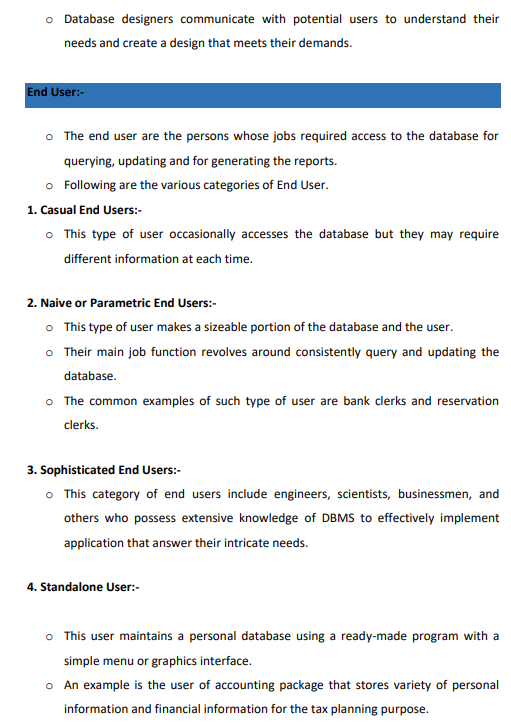 o Database designers communicate with potential users to understand their
needs and create a design that meets their demands.
End User:-
o The end user are the persons whose jobs required access to the database for
querying, updating and for generating the reports.
o Following are the various categories of End User.
1. Casual End Users:-
o This type of user occasionally accesses the database but they may require
different information at each time.
2. Naive or Parametric End Users:-
o This type of user makes a sizeable portion of the database and the user.
o Their main job function revolves around consistently query and updating the
database.
o The common examples of such type of user are bank clerks and reservation
clerks.
3. Sophisticated End Users:-
o This category of end users include engineers, scientists, businessmen, and
others who possess extensive knowledge of DBMS to effectively implement
application that answer their intricate needs.
4. Standalone User:-
o This user maintains a personal database using a ready-made program with a
simple menu or graphics interface.
o An example is the user of accounting package that stores variety of personal
information and financial information for the tax planning purpose.